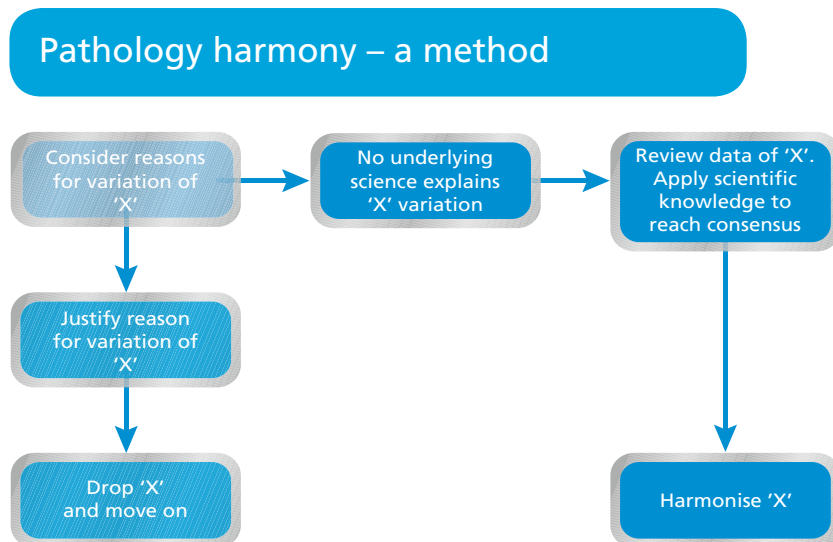 Pathology harmony – a method
Consider reasons
for variation of
‘X’
No underlying
science explains
‘X’ variation
Review data of ‘X’.
Apply scientific
knowledge to
reach consensus
Justify reason
for variation of
‘X’
Drop ‘X’
and move on
Harmonise ‘X’